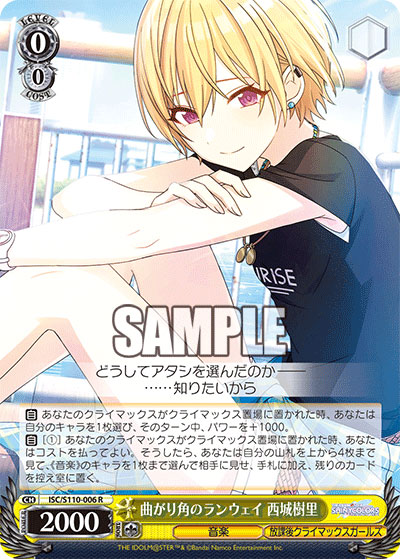 LEVEL
0
0
COST
RISE
SAMPLE
どうしてアタシを選んだのか――
……知りたいから
自 あなたのクライマックスがクライマックス置場に置かれた時、あなたは
自分のキャラを1枚選び、そのターン中、パワーを+1000。
自 [①] あなたのクライマックスがクライマックス置場に置かれた時、あなた
はコストを払ってよい。そうしたら、あなたは自分の山札を上から4枚まで
見て、《音楽》のキャラを1枚まで選んで相手に見せ、手札に加え、残りのカード
を控え室に置く。
CH ISC/S110-006 R
POWER
2000
曲がり角のランウェイ 西城樹里
SHINYCOLORS
音楽
放課後クライマックスガールズ
THE IDOLM@STER™&©Bandai Namco Entertainment Inc.